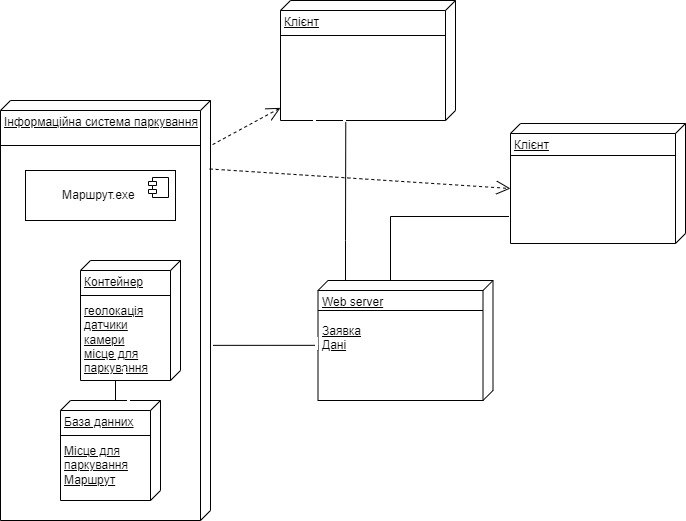 Клієнт
Інформаційна система паркування
Клієнт
Маршрут.exe
Контейнер
геолокація
датчики
камери
місце для
паркування
Web server
Заявка
Дані
База данних
Місце для
паркування
Маршрут